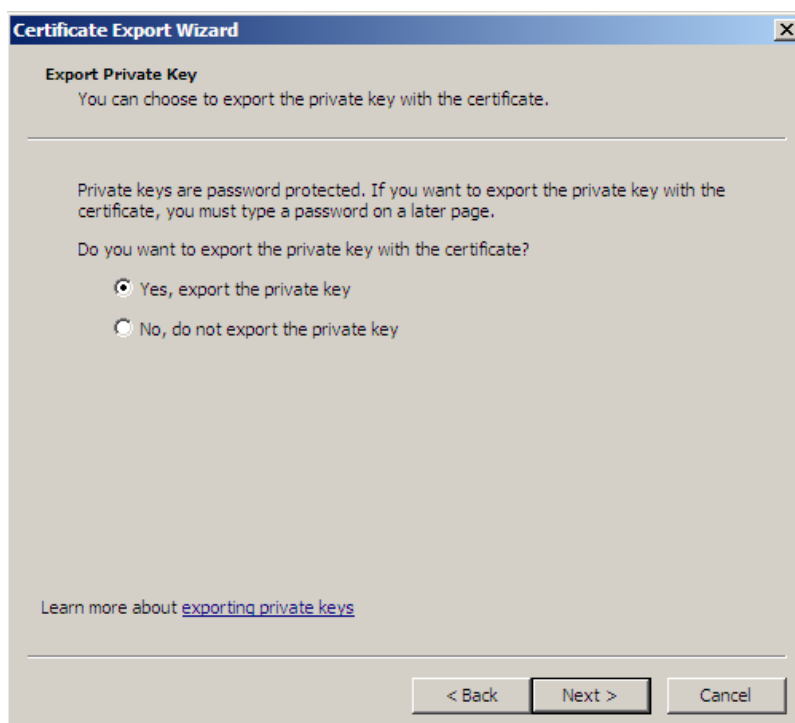 Certificate Export Wizard
Export Private Key
You can choose to export the private key with the certificate.
Private keys are password protected. If you want to export the private key with the
certificate, you must type a password on a later page.
Do you want to export the private key with the certificate?
Yes, export the private key
No, do not export the private key
Learn more about exporting private keys
< Back Next > Cancel